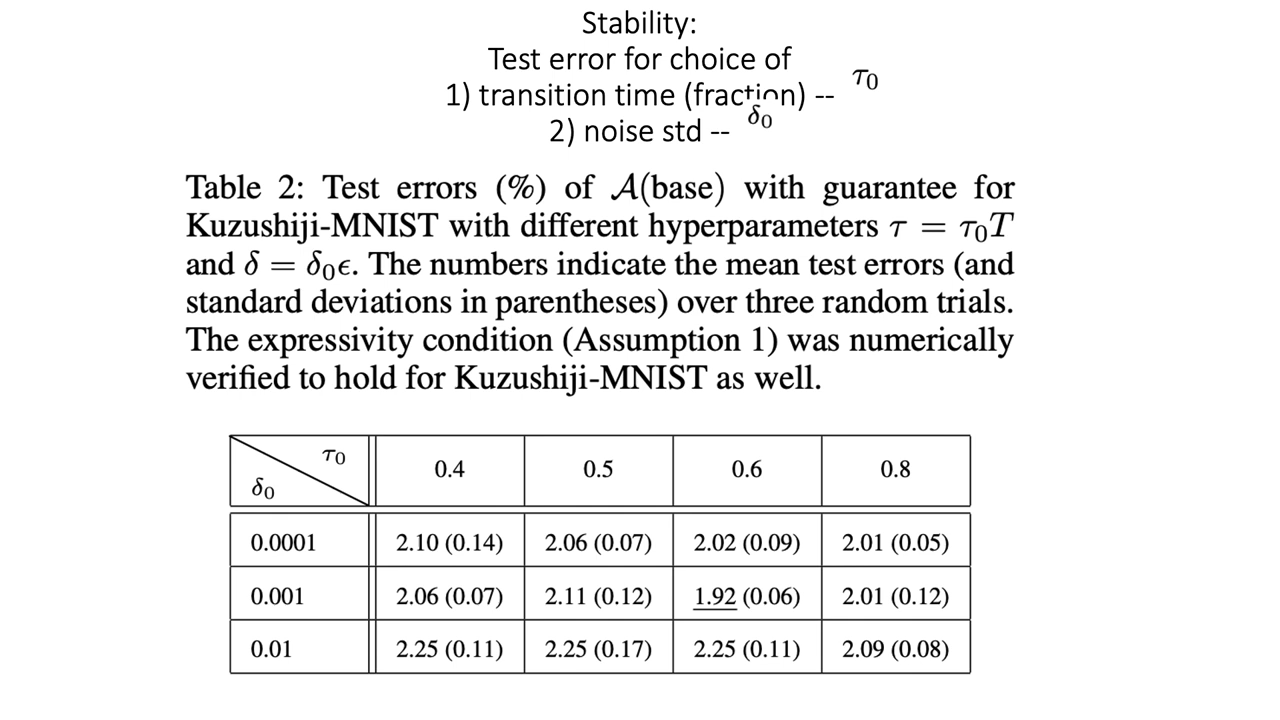 Stability:
Test error for choice of
1) transition time (fraction) -- τ₀
2) noise std -- δ₀
Table 2: Test errors (%) of 𝒜(base) with guarantee for
Kuzushiji-MNIST with different hyperparameters τ = τ₀T
and δ = δ₀ϵ. The numbers indicate the mean test errors (and
standard deviations in parentheses) over three random trials.
The expressivity condition (Assumption 1) was numerically
verified to hold for Kuzushiji-MNIST as well.
τ₀
δ₀
0.4 0.5 0.6 0.8
0.0001 2.10 (0.14) 2.06 (0.07) 2.02 (0.09) 2.01 (0.05)
0.001 2.06 (0.07) 2.11 (0.12) 1.92 (0.06) 2.01 (0.12)
0.01 2.25 (0.11) 2.25 (0.17) 2.25 (0.11) 2.09 (0.08)